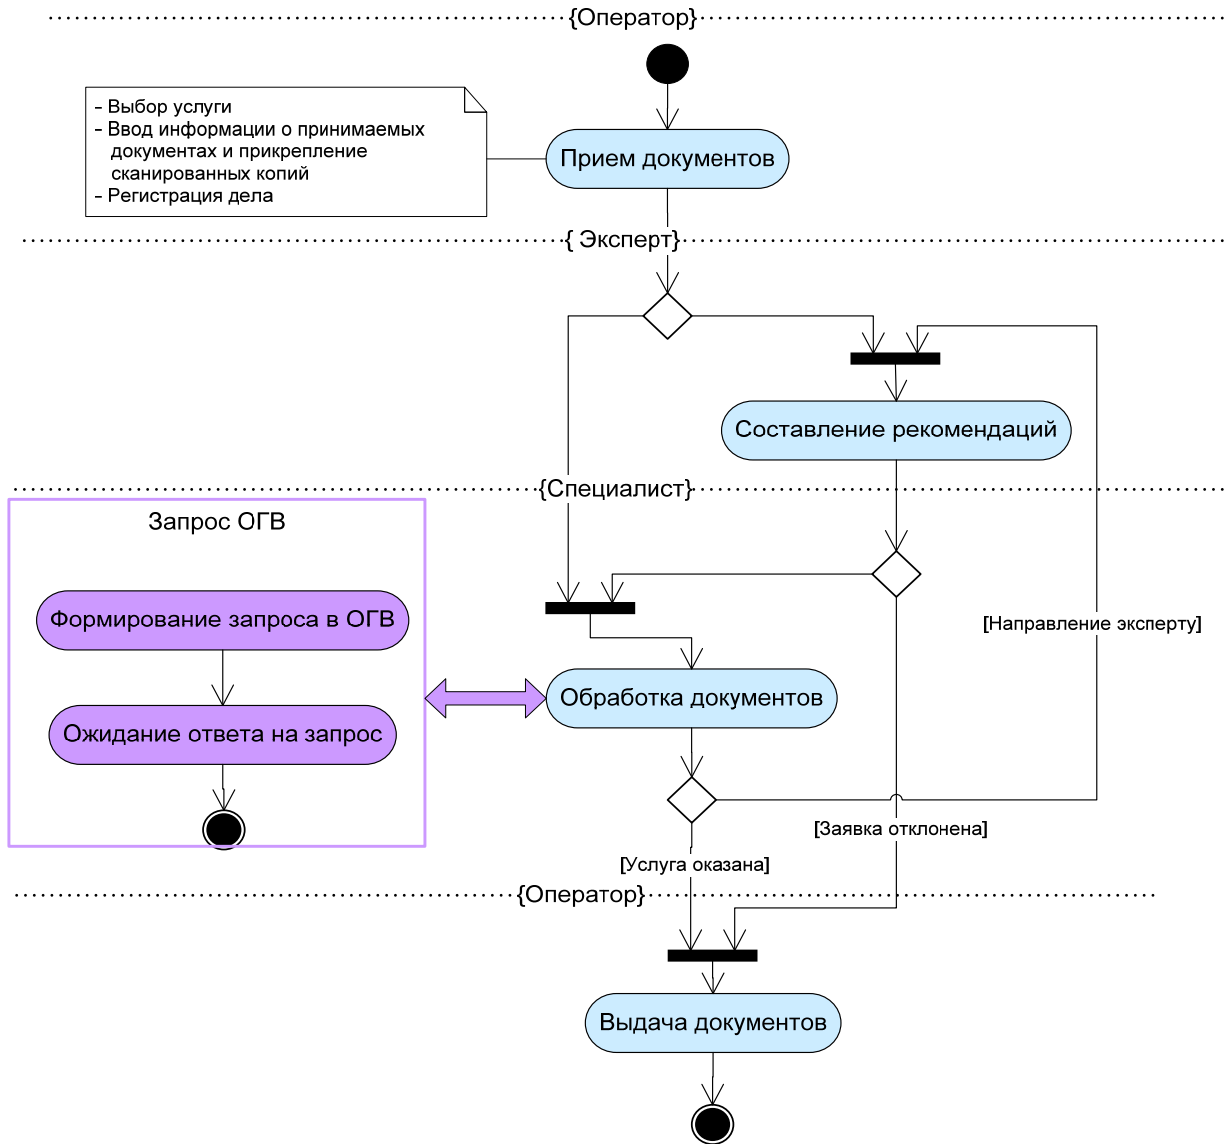 {Оператор}
- Выбор услуги
- Ввод информации о принимаемых
документах и прикрепление
сканированных копий
- Регистрация дела
Прием документов
{ Эксперт}
Составление рекомендаций
{Специалист}
Запрос ОГВ
Формирование запроса в ОГВ
[Направление эксперту]
Обработка документов
Ожидание ответа на запрос
[Заявка отклонена]
[Услуга оказана]
{Оператор}
Выдача документов